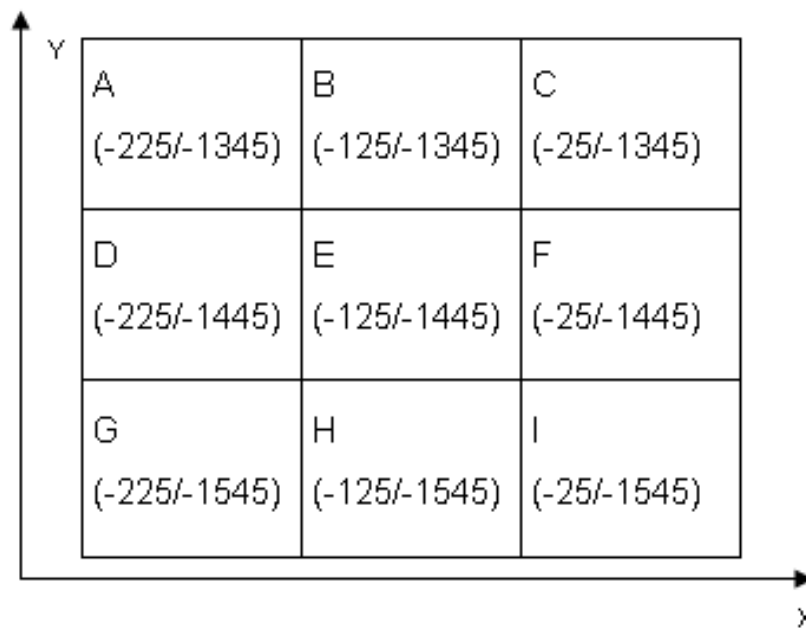 Y
A
(-225/-1345)
B
(-125/-1345)
C
(-25/-1345)
D
(-225/-1445)
E
(-125/-1445)
F
(-25/-1445)
G
(-225/-1545)
H
(-125/-1545)
I
(-25/-1545)
X